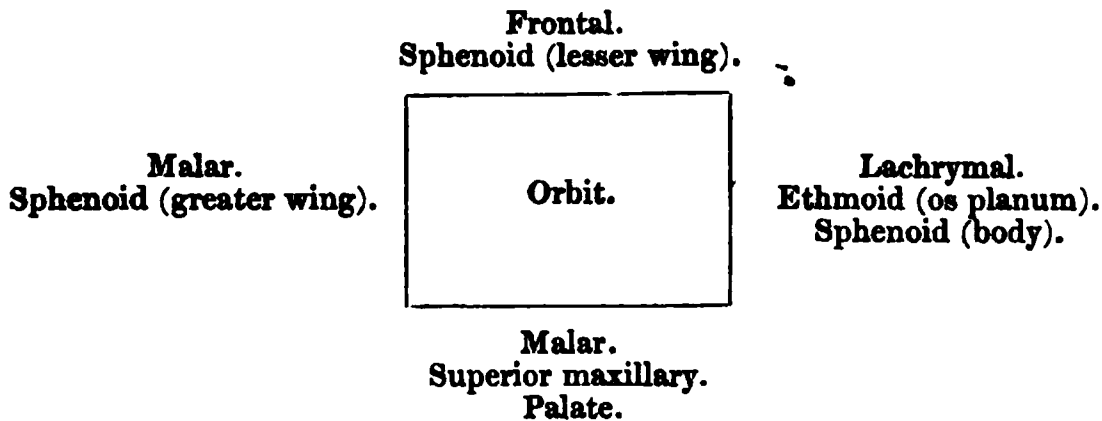 Frontal.
Sphenoid (lesser wing).
Malar.
Sphenoid (greater wing).
Orbit.
Lachrymal.
Ethmoid (os planum).
Sphenoid (body).
Malar.
Superior maxillary.
Palate.